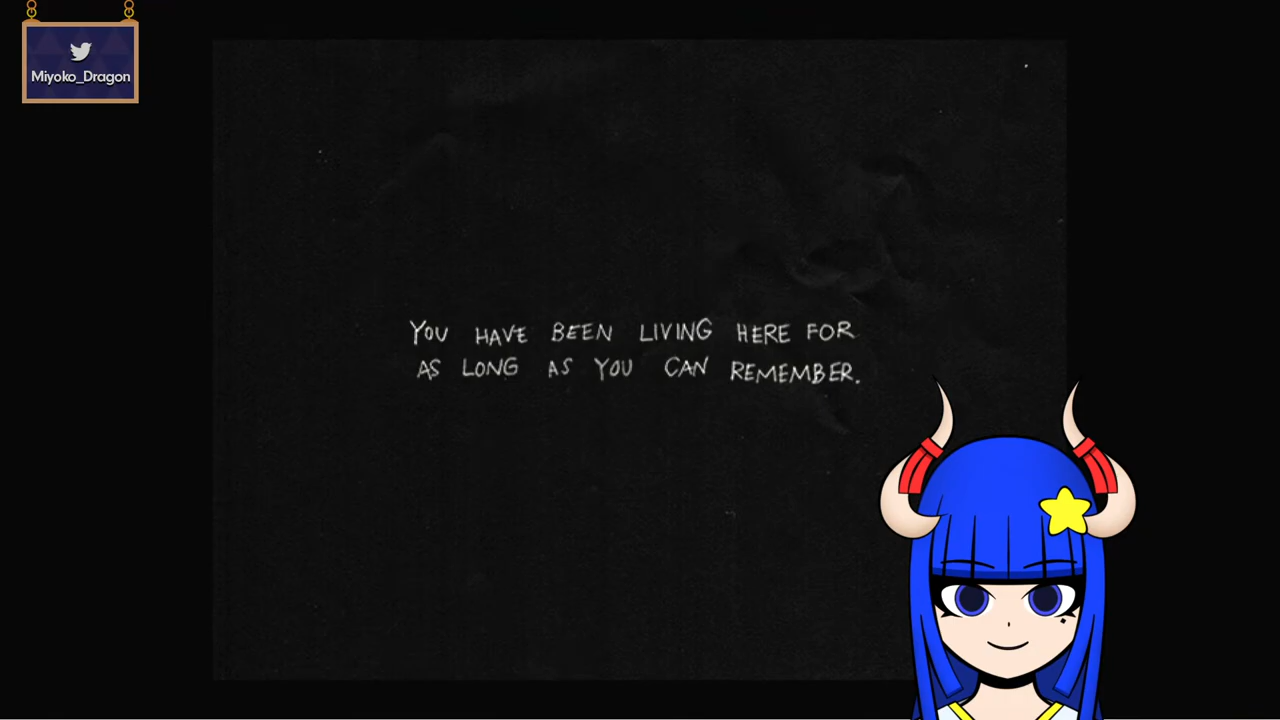 Miyoko_Dragon
YOU HAVE BEEN LIVING HERE FOR
AS LONG AS YOU CAN REMEMBER.